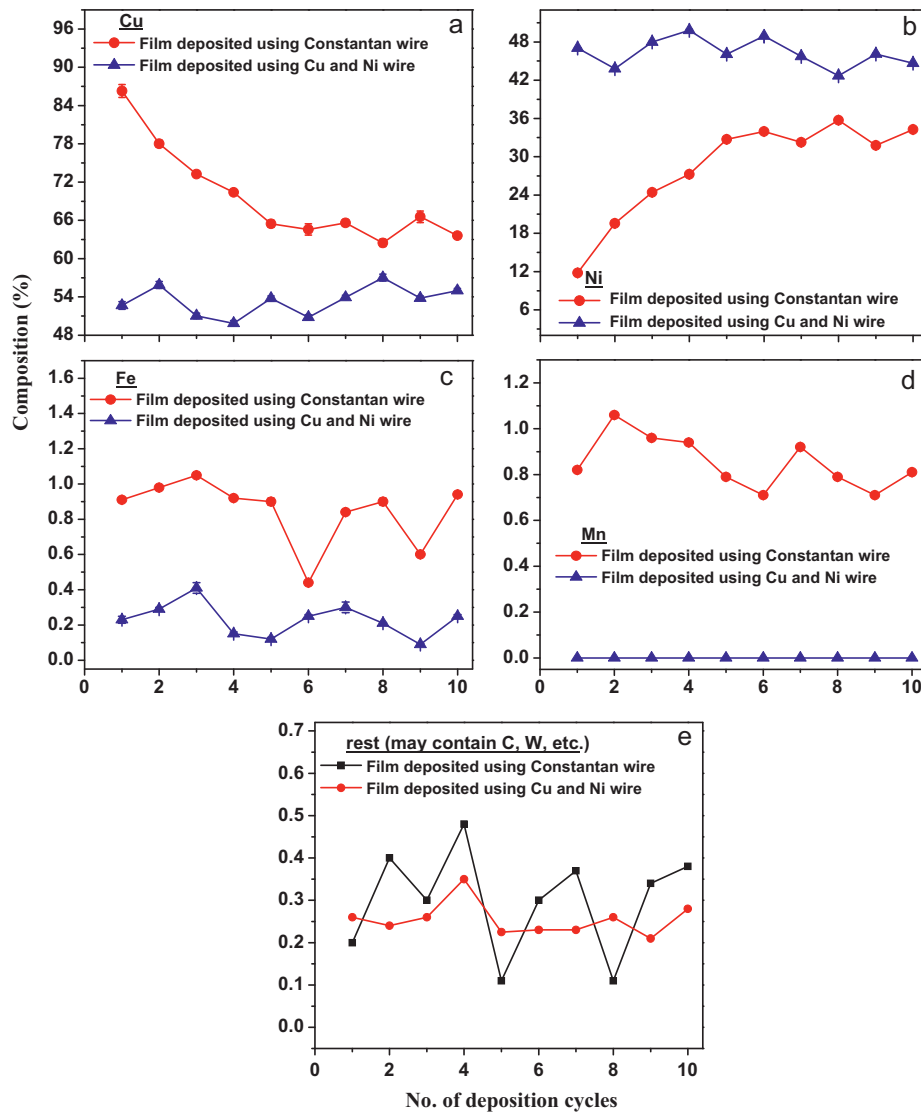 Composition (%)
Cu
a
Film deposited using Constantan wire
Film deposited using Cu and Ni wire
96
90
84
78
72
66
60
54
48
b
48
42
36
30
24
18
12
6
Ni
Film deposited using Constantan wire
Film deposited using Cu and Ni wire
Fe
c
Film deposited using Constantan wire
Film deposited using Cu and Ni wire
1.6
1.4
1.2
1.0
0.8
0.6
0.4
0.2
0.0
0 2 4 6 8 10
d
1.2
1.0
0.8
0.6
0.4
0.2
0.0
Mn
Film deposited using Constantan wire
Film deposited using Cu and Ni wire
0 2 4 6 8 10
rest (may contain C, W, etc.)
e
Film deposited using Constantan wire
Film deposited using Cu and Ni wire
0.7
0.6
0.5
0.4
0.3
0.2
0.1
0.0
0 2 4 6 8 10
No. of deposition cycles